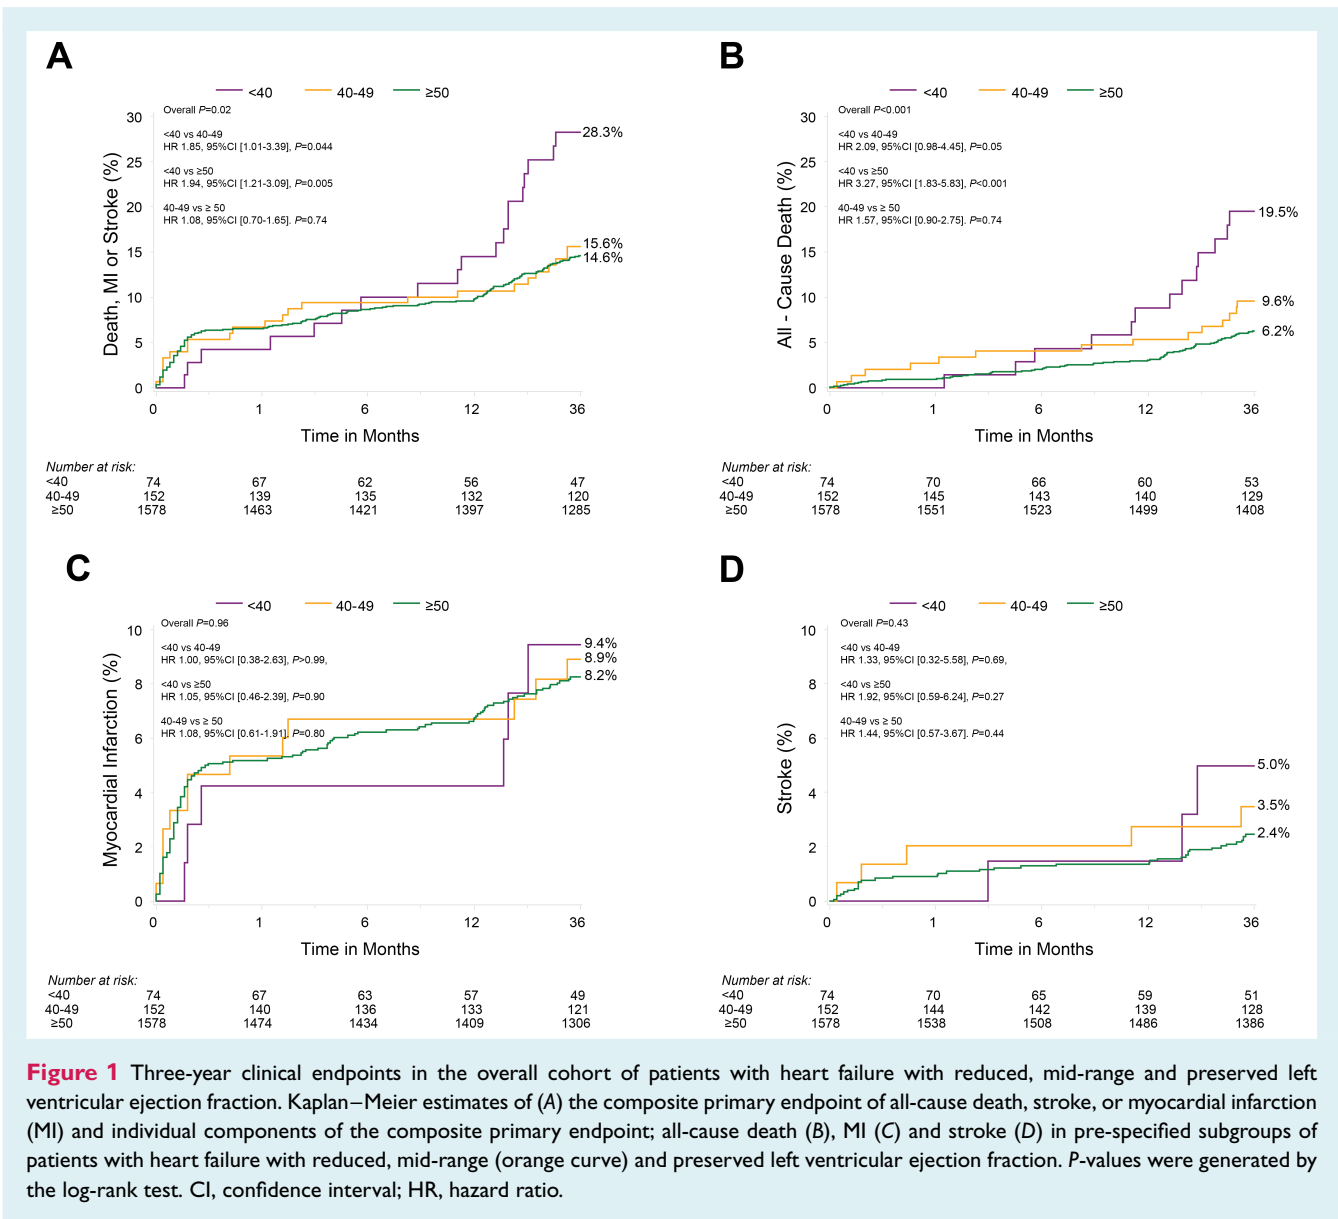 A
<40 40-49 ≥50
Overall P=0.02
<40 vs 40-49
HR 1.85, 95%CI [1.01-3.39], P=0.044
<40 vs ≥50
HR 1.94, 95%CI [1.21-3.09], P=0.005
40-49 vs ≥ 50
HR 1.08, 95%CI [0.70-1.65]. P=0.74
Death, MI or Stroke (%)
30
25
20
15
10
5
0
28.3%
15.6%
14.6%
0 1 6 12 36
Time in Months
Number at risk:
<40 74 67 62 56 47
40-49 152 139 135 132 120
≥50 1578 1463 1421 1397 1285
B
<40 40-49 ≥50
Overall P<0.001
<40 vs 40-49
HR 2.09, 95%CI [0.98-4.45], P=0.05
<40 vs ≥50
HR 3.27, 95%CI [1.83-5.83], P<0.001
40-49 vs ≥ 50
HR 1.57, 95%CI [0.90-2.75]. P=0.74
All - Cause Death (%)
30
25
20
15
10
5
0
19.5%
9.6%
6.2%
0 1 6 12 36
Time in Months
Number at risk:
<40 74 70 66 60 53
40-49 152 145 143 140 129
≥50 1578 1551 1523 1499 1408
C
<40 40-49 ≥50
Overall P=0.96
<40 vs 40-49
HR 1.00, 95%CI [0.38-2.63], P>0.99,
<40 vs ≥50
HR 1.05, 95%CI [0.46-2.39], P=0.90
40-49 vs ≥ 50
HR 1.08, 95%CI [0.61-1.91], P=0.80
Myocardial Infarction (%)
10
8
6
4
2
0
9.4%
8.9%
8.2%
0 1 6 12 36
Time in Months
Number at risk:
<40 74 67 63 57 49
40-49 152 140 136 133 121
≥50 1578 1474 1434 1409 1306
D
<40 40-49 ≥50
Overall P=0.43
<40 vs 40-49
HR 1.33, 95%CI [0.32-5.58], P=0.69,
<40 vs ≥50
HR 1.92, 95%CI [0.59-6.24], P=0.27
40-49 vs ≥ 50
HR 1.44, 95%CI [0.57-3.67]. P=0.44
Stroke (%)
10
8
6
4
2
0
5.0%
3.5%
2.4%
0 1 6 12 36
Time in Months
Number at risk:
<40 74 70 65 59 51
40-49 152 144 142 139 128
≥50 1578 1538 1508 1486 1386
Figure 1 Three-year clinical endpoints in the overall cohort of patients with heart failure with reduced, mid-range and preserved left
ventricular ejection fraction. Kaplan–Meier estimates of (A) the composite primary endpoint of all-cause death, stroke, or myocardial infarction
(MI) and individual components of the composite primary endpoint; all-cause death (B), MI (C) and stroke (D) in pre-specified subgroups of
patients with heart failure with reduced, mid-range (orange curve) and preserved left ventricular ejection fraction. P-values were generated by
the log-rank test. CI, confidence interval; HR, hazard ratio.